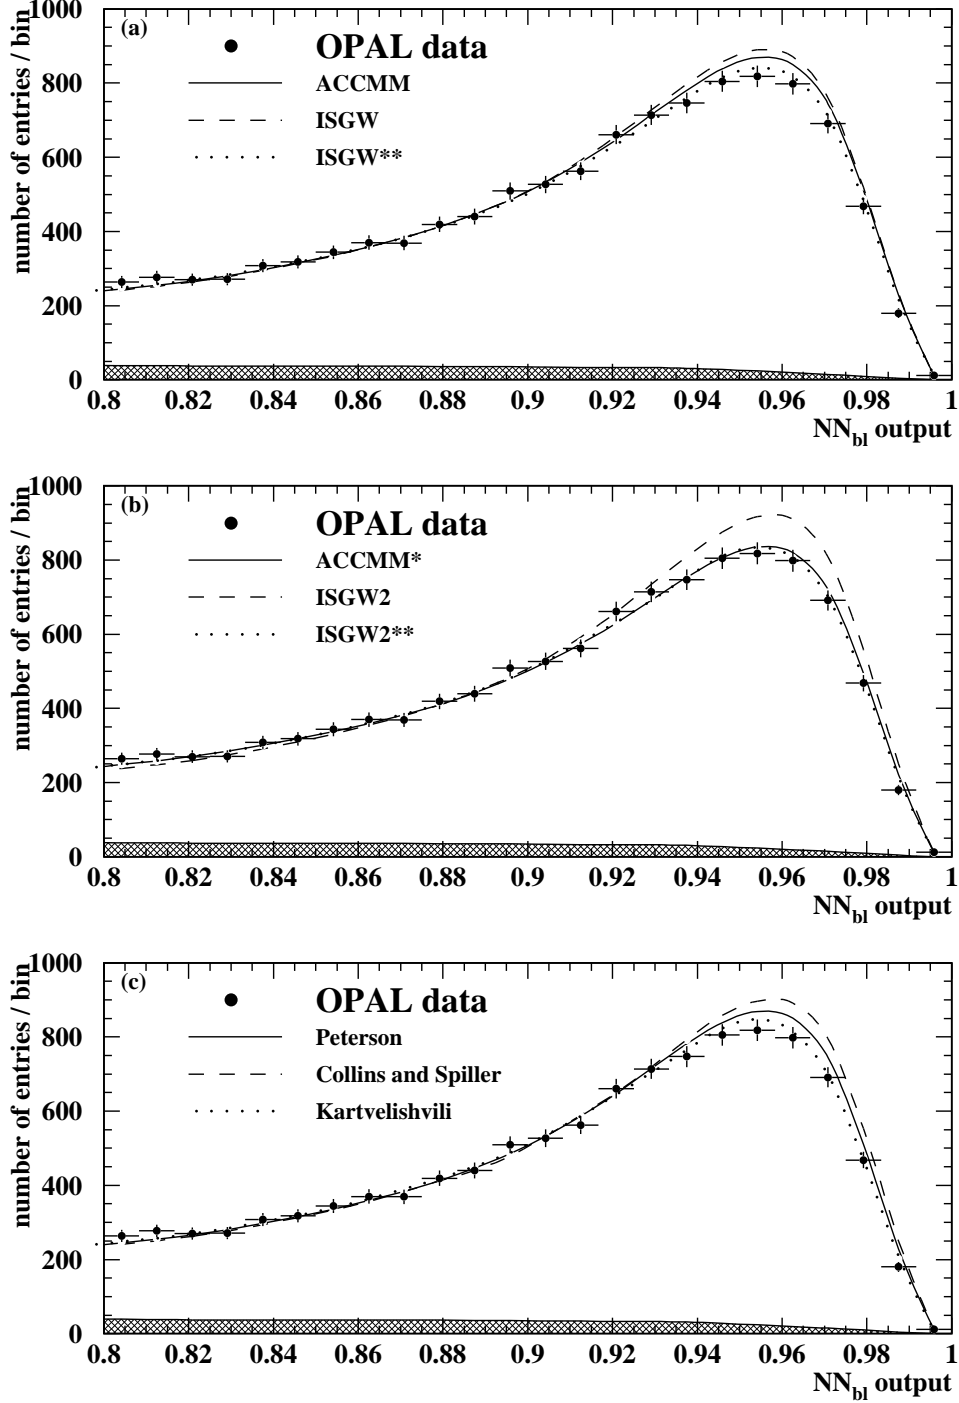 (a)
OPAL data
ACCMM
ISGW
ISGW**
number of entries / bin
1000
800
600
400
200
0
0.8 0.82 0.84 0.86 0.88 0.9 0.92 0.94 0.96 0.98 1
NNbl output
(b)
OPAL data
ACCMM*
ISGW2
ISGW2**
number of entries / bin
1000
800
600
400
200
0
0.8 0.82 0.84 0.86 0.88 0.9 0.92 0.94 0.96 0.98 1
NNbl output
(c)
OPAL data
Peterson
Collins and Spiller
Kartvelishvili
number of entries / bin
1000
800
600
400
200
0
0.8 0.82 0.84 0.86 0.88 0.9 0.92 0.94 0.96 0.98 1
NNbl output